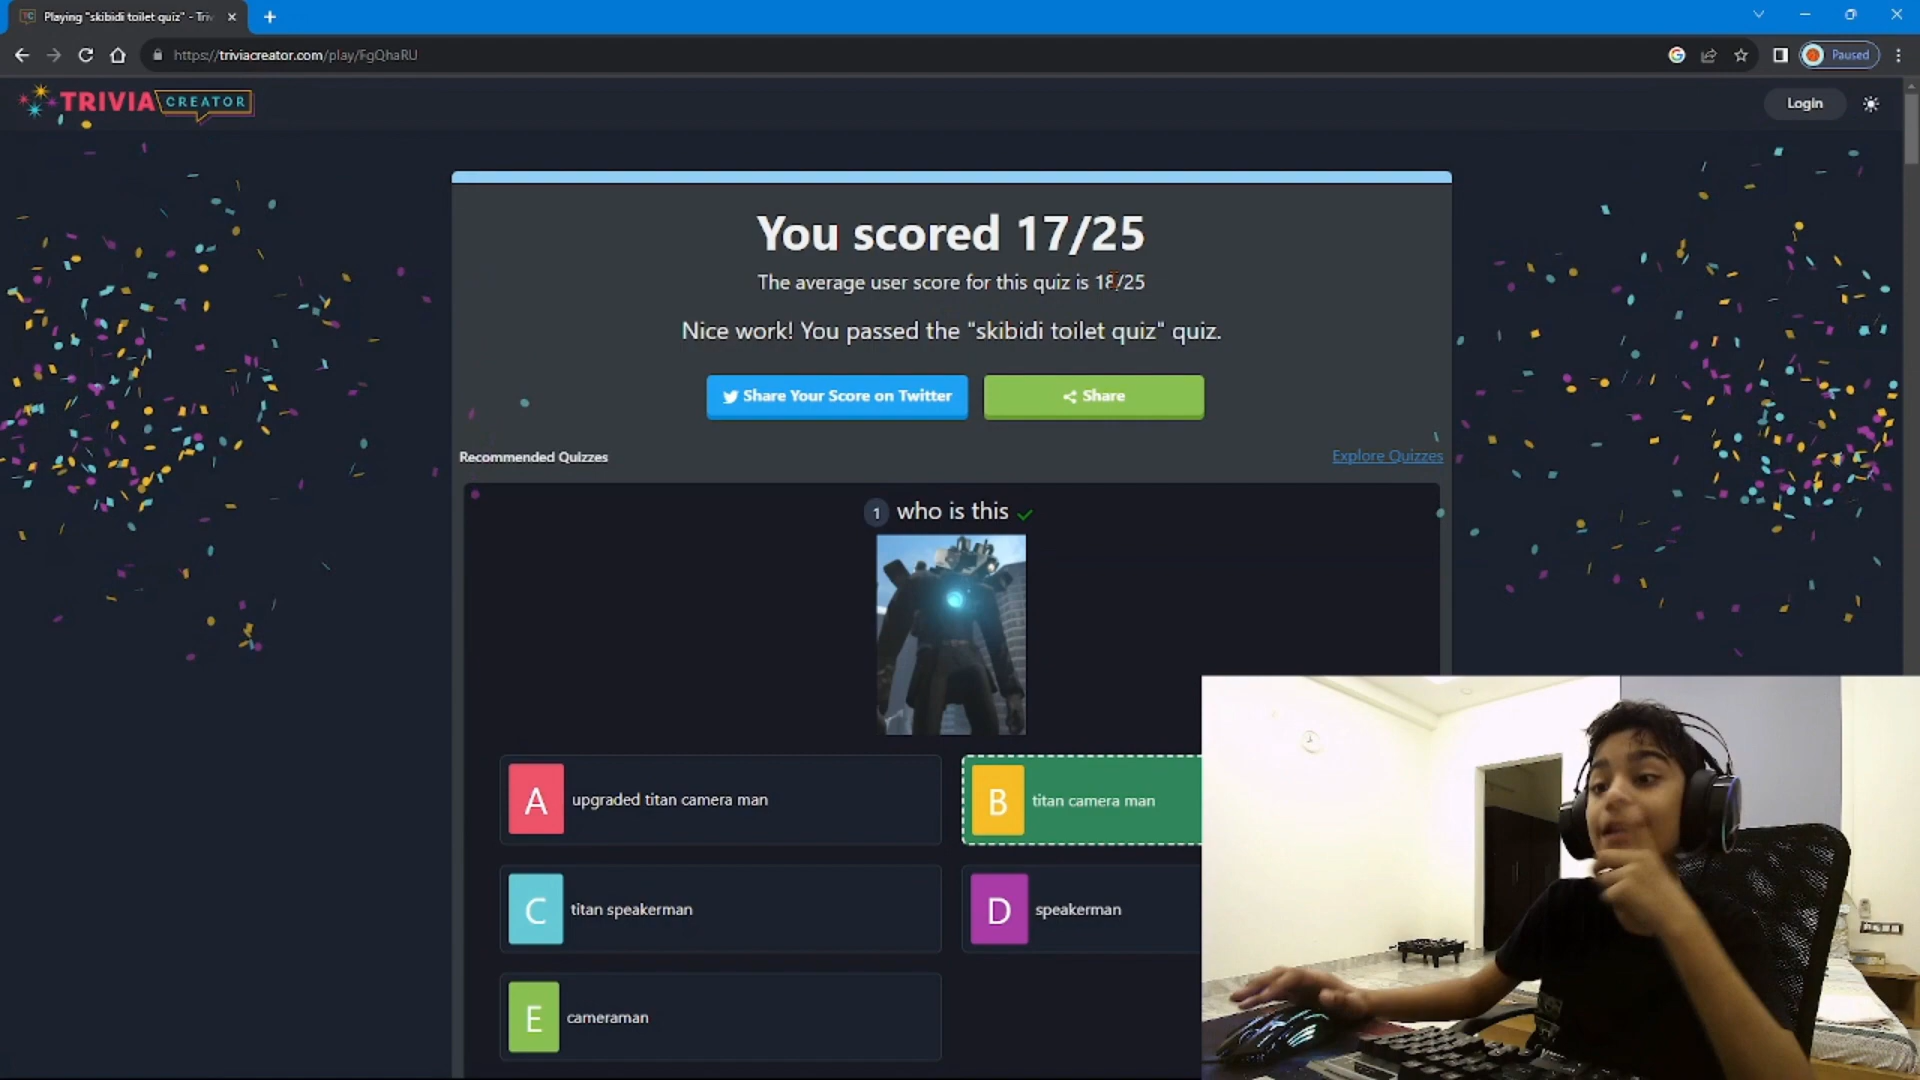 Playing "skibidi toilet quiz" - Triv
Paused
https://triviacreator.com/play/FgQhaRU
TRIVIA CREATOR
Login
You scored 17/25
The average user score for this quiz is 18/25
Nice work! You passed the "skibidi toilet quiz" quiz.
Share Your Score on Twitter
Share
Recommended Quizzes
Explore Quizzes
1 who is this
A upgraded titan camera man
B titan camera man
C titan speakerman
D speakerman
E cameraman